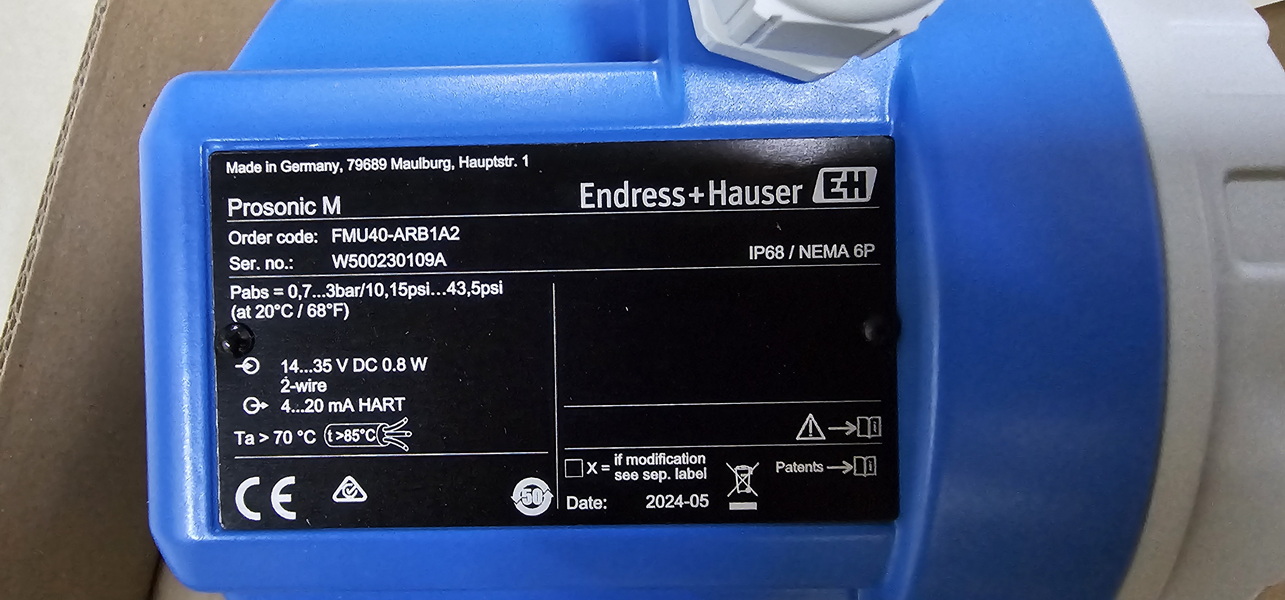 Made in Germany, 79689 Maulburg, Hauptstr. 1
Endress+Hauser EH
Prosonic M
Order code: FMU40-ARB1A2
Ser. no.: W500230109A
IP68 / NEMA 6P
Pabs = 0,7...3bar/10,15psi...43,5psi
(at 20°C / 68°F)
14...35 V DC 0.8 W
2-wire
4...20 mA HART
Ta > 70 °C t >85°C
CE
50
X = if modification
see sep. label
Patents
Date: 2024-05